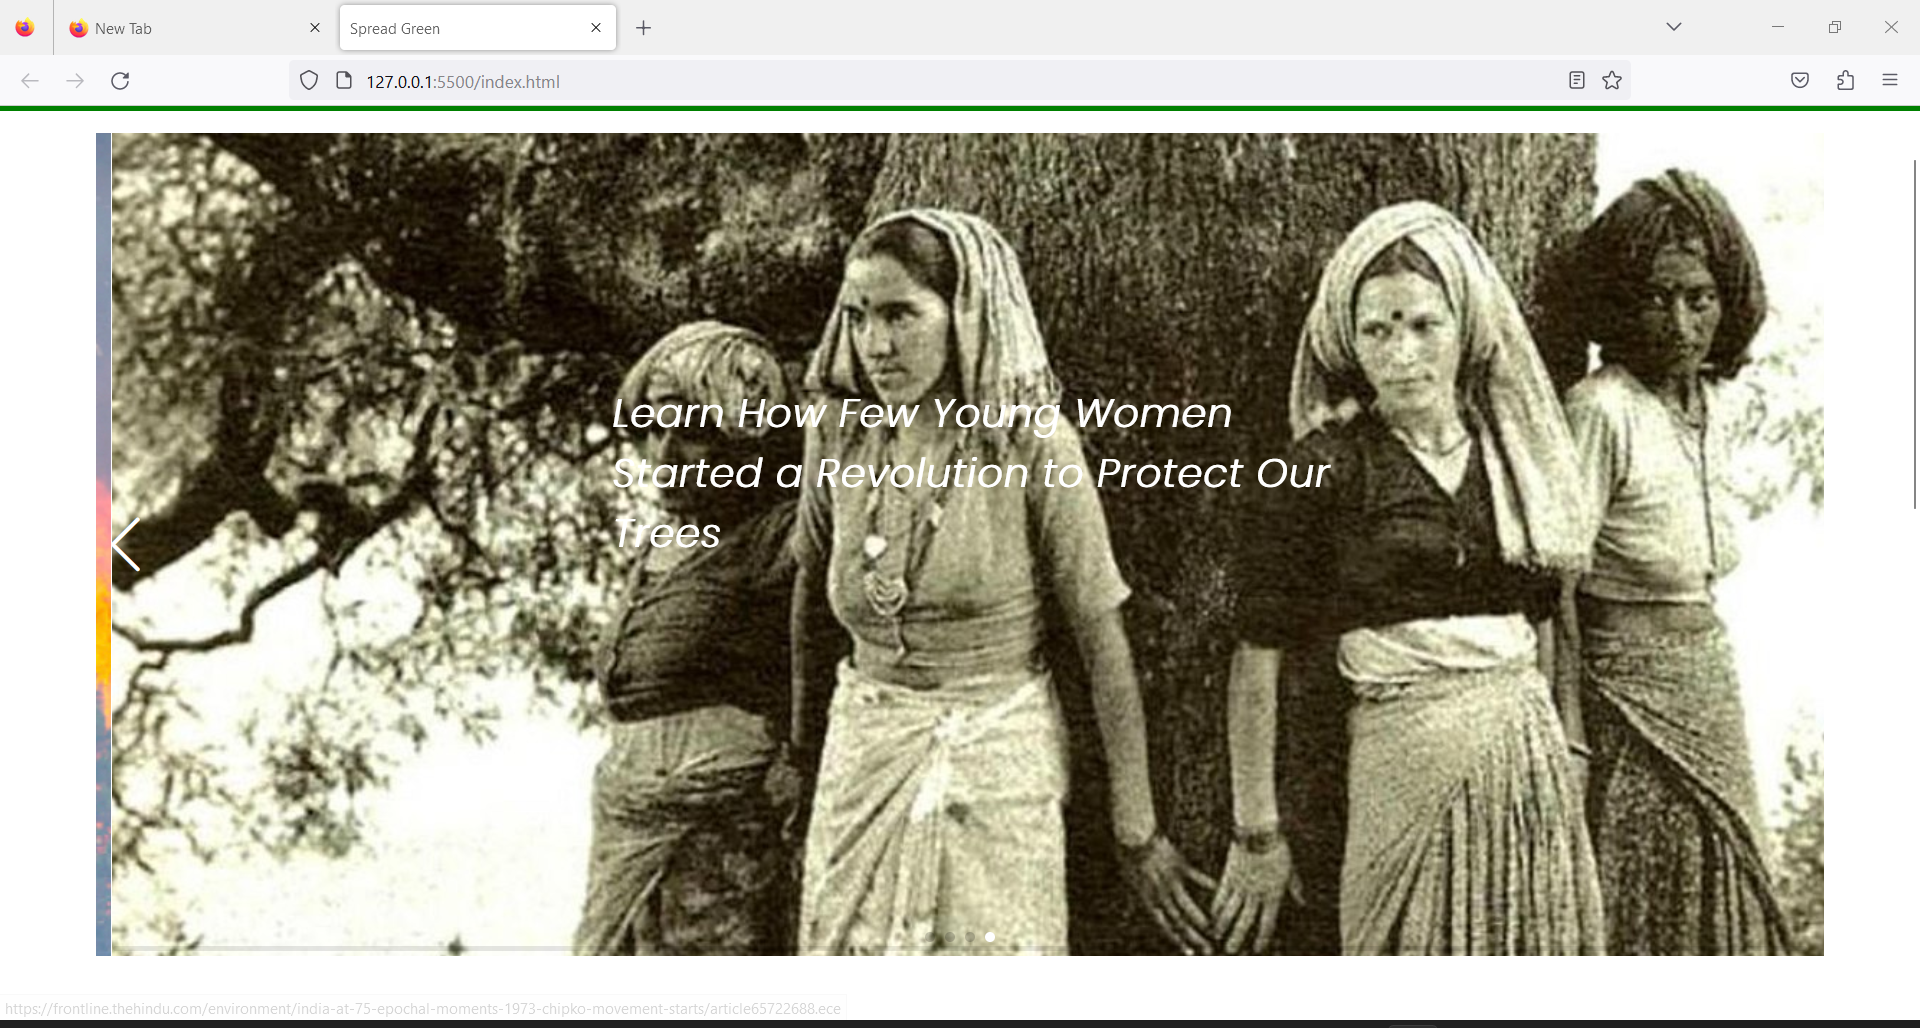 New Tab
Spread Green
127.0.0.1:5500/index.html
Learn How Few Young Women
Started a Revolution to Protect Our
Trees
https://frontline.thehindu.com/environment/india-at-75-epochal-moments-1973-chipko-movement-starts/article65722688.ece